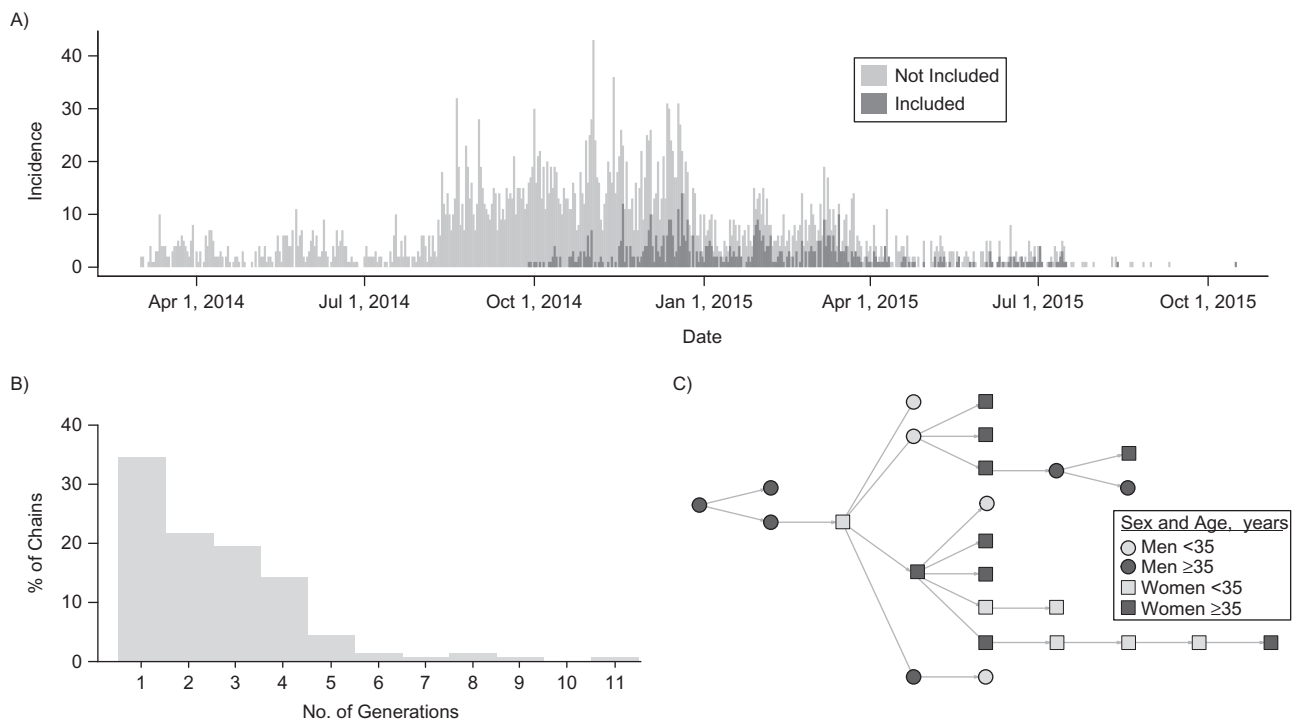 A)
40
30
20
10
0
Incidence
Not Included
Included
Apr 1, 2014 Jul 1, 2014 Oct 1, 2014 Jan 1, 2015 Apr 1, 2015 Jul 1, 2015 Oct 1, 2015
Date
B)
40
30
20
10
0
% of Chains
1 2 3 4 5 6 7 8 9 10 11
No. of Generations
C)
Sex and Age, years
Men <35
Men ≥35
Women <35
Women ≥35